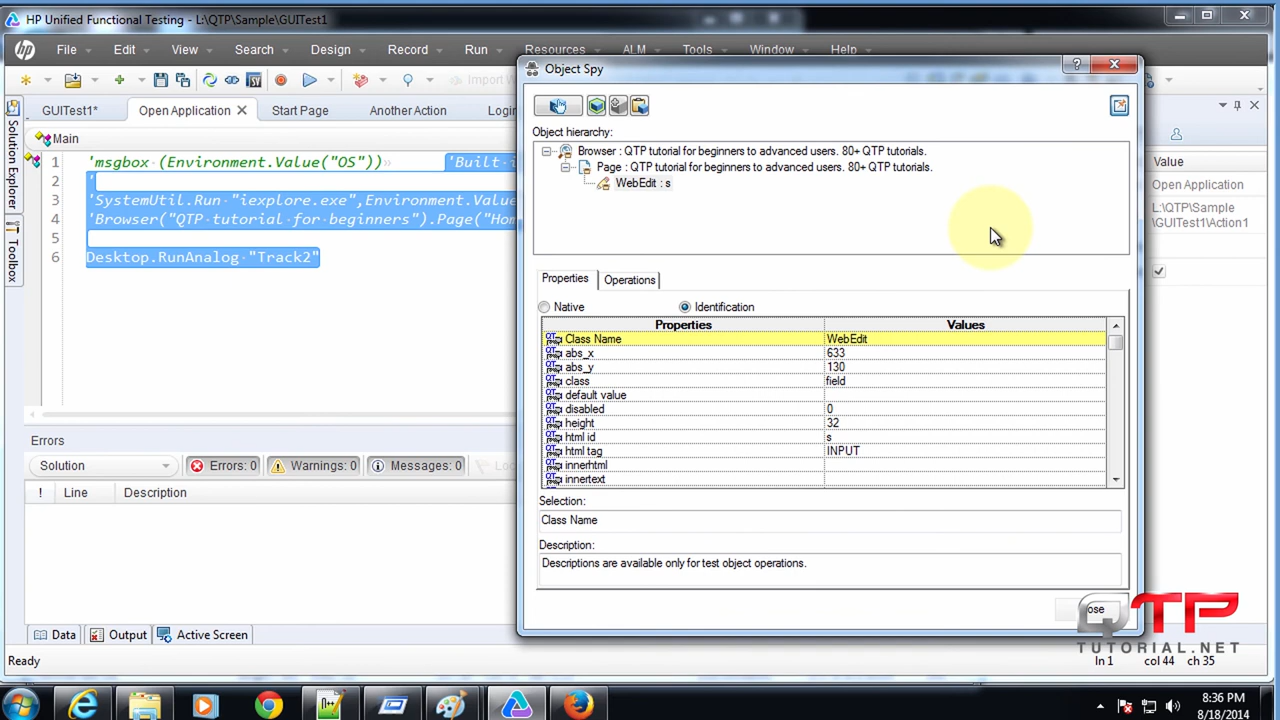 HP Unified Functional Testing - L:\QTP\Sample\GUITest1
File Edit View Search Design Record Run Resources ALM Tools Window Help
Import
GUITest1* Open Application Start Page Another Action Login
Main
Solution Explorer
Toolbox
1 'msgbox (Environment.Value("OS")) 'Built-i
2 '
3 'SystemUtil.Run "iexplore.exe",Environment.Value
4 'Browser("QTP tutorial for beginners").Page("Hom
5
6 Desktop.RunAnalog "Track2"
Errors
Solution Errors: 0 Warnings: 0 Messages: 0
! Line Description
Data Output Active Screen
Ready
Object Spy
Object hierarchy:
Browser : QTP tutorial for beginners to advanced users. 80+ QTP tutorials.
Page : QTP tutorial for beginners to advanced users. 80+ QTP tutorials.
WebEdit : s
Properties Operations
Native Identification
Properties Values
Class Name WebEdit
abs_x 633
abs_y 130
class field
default value
disabled 0
height 32
html id s
html tag INPUT
innerhtml
innertext
Selection:
Class Name
Description:
Descriptions are available only for test object operations.
Value
Open Application
L:\QTP\Sample
\GUITest1\Action1
QTP
TUTORIAL.NET
ln 1 col 44 ch 35
8:36 PM
8/18/2014